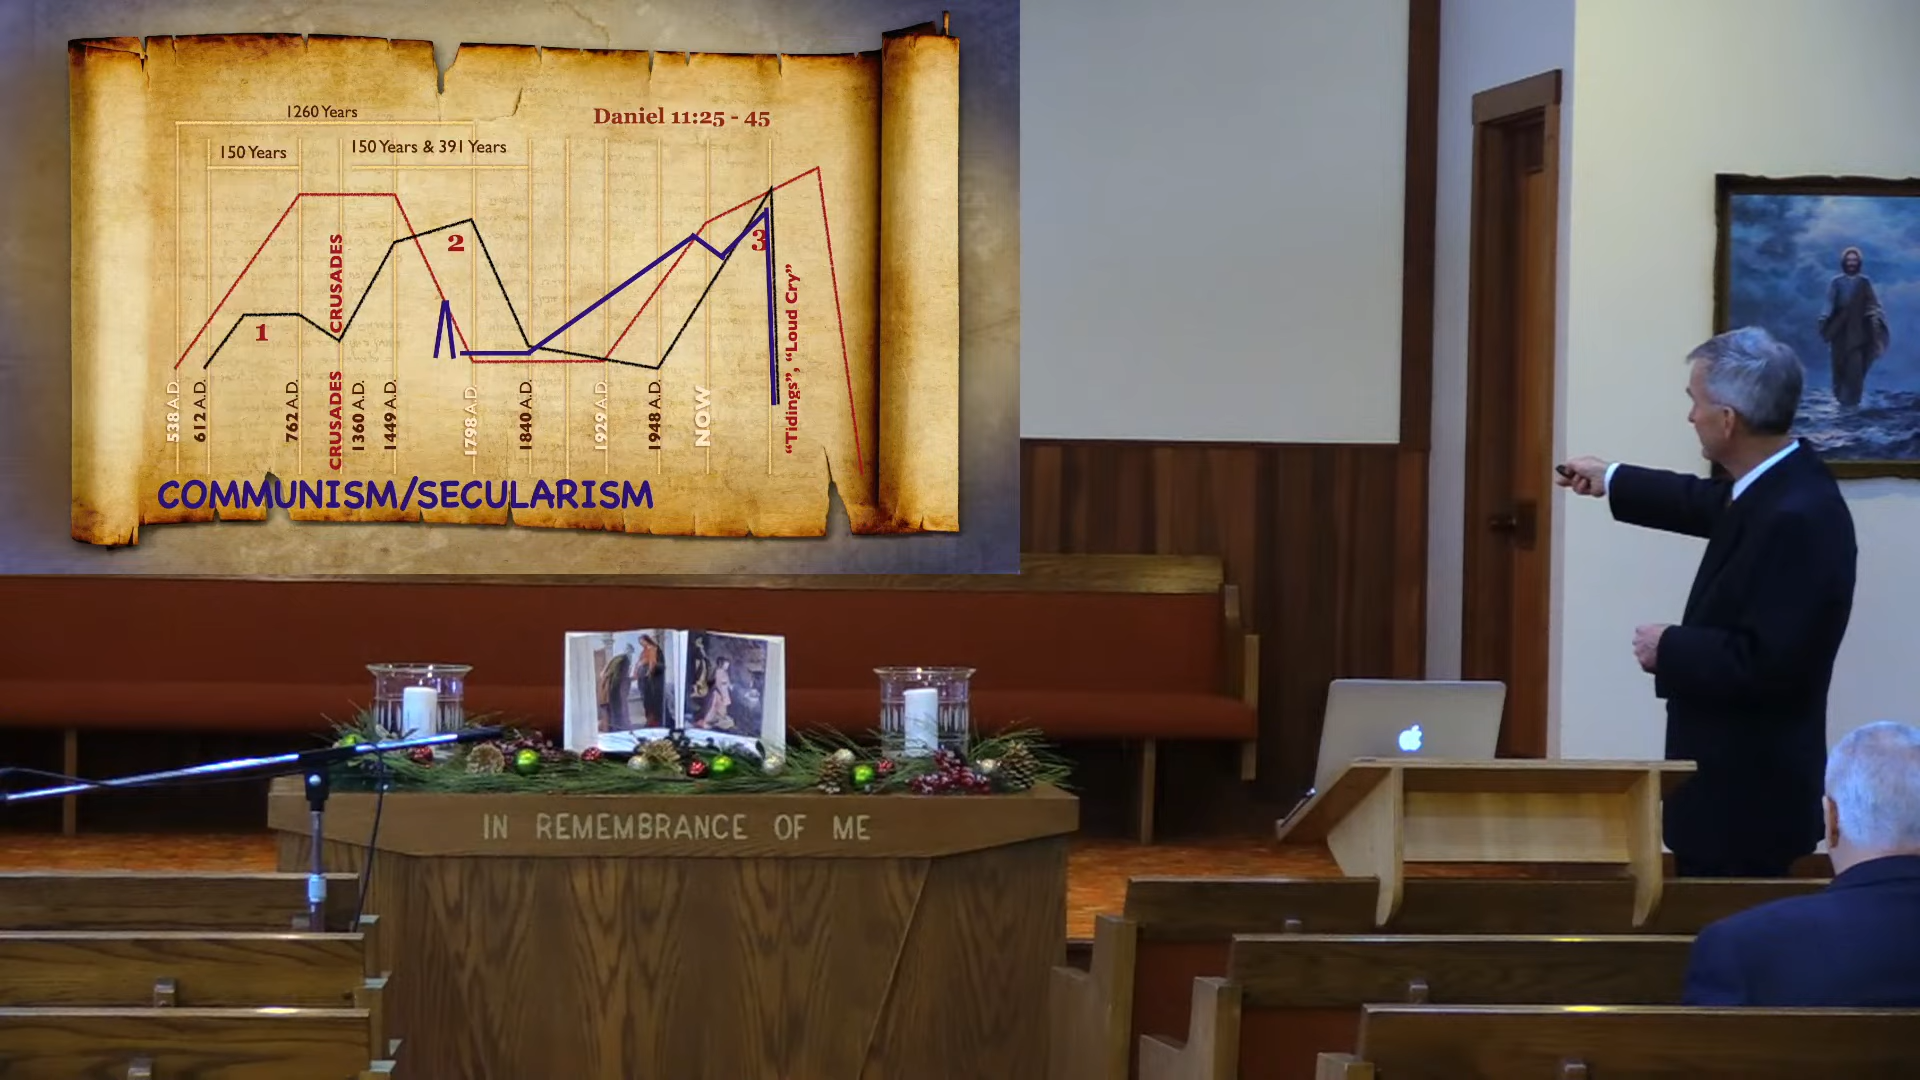 1260 Years
Daniel 11:25 - 45
150 Years
150 Years & 391 Years
1
2
3
538 A.D.
612 A.D.
762 A.D.
CRUSADES CRUSADES
1360 A.D.
1449 A.D.
1798 A.D.
1840 A.D.
1929 A.D.
1948 A.D.
NOW
"Tidings", "Loud Cry"
COMMUNISM/SECULARISM
IN REMEMBRANCE OF ME